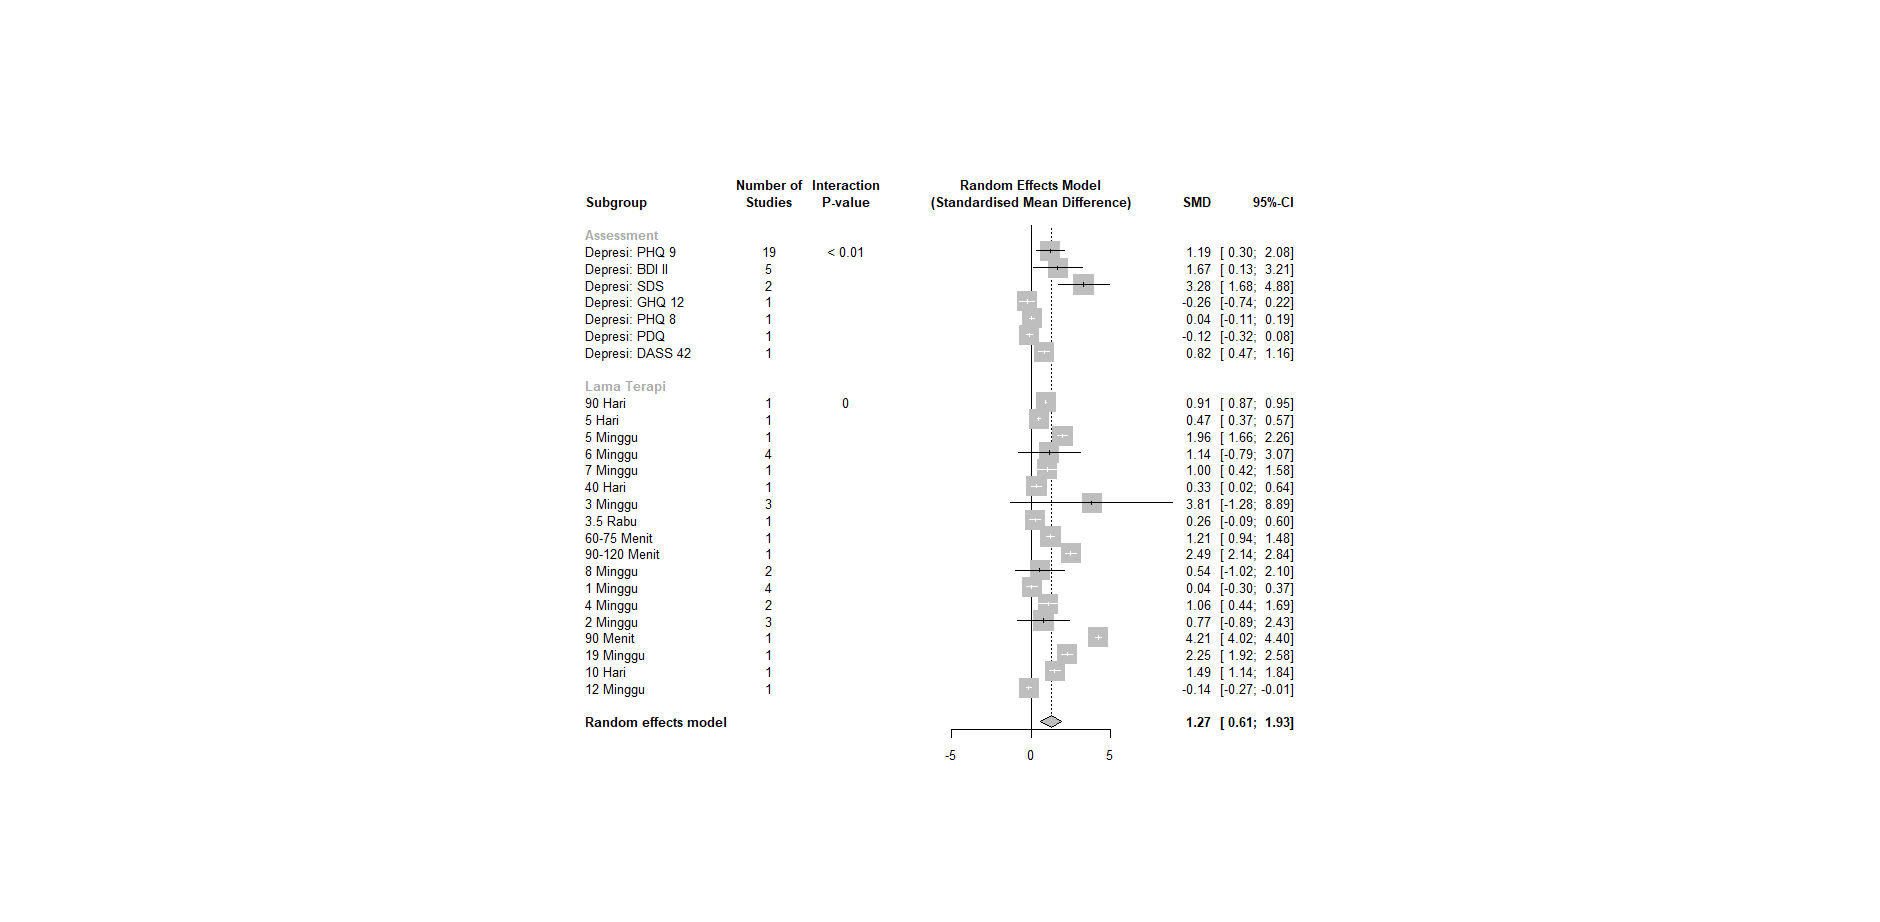 Number of Interaction Random Effects Model
Subgroup Studies P-value (Standardised Mean Difference) SMD 95%-CI
Assessment
Depresi: PHQ 9 19 < 0.01 1.19 [ 0.30; 2.08]
Depresi: BDI II 5 1.67 [ 0.13; 3.21]
Depresi: SDS 2 3.28 [ 1.68; 4.88]
Depresi: GHQ 12 1 -0.26 [-0.74; 0.22]
Depresi: PHQ 8 1 0.04 [-0.11; 0.19]
Depresi: PDQ 1 -0.12 [-0.32; 0.08]
Depresi: DASS 42 1 0.82 [ 0.47; 1.16]
Lama Terapi
90 Hari 1 0 0.91 [ 0.87; 0.95]
5 Hari 1 0.47 [ 0.37; 0.57]
5 Minggu 1 1.96 [ 1.66; 2.26]
6 Minggu 4 1.14 [-0.79; 3.07]
7 Minggu 1 1.00 [ 0.42; 1.58]
40 Hari 1 0.33 [ 0.02; 0.64]
3 Minggu 3 3.81 [-1.28; 8.89]
3.5 Rabu 1 0.26 [-0.09; 0.60]
60-75 Menit 1 1.21 [ 0.94; 1.48]
90-120 Menit 1 2.49 [ 2.14; 2.84]
8 Minggu 2 0.54 [-1.02; 2.10]
1 Minggu 4 0.04 [-0.30; 0.37]
4 Minggu 2 1.06 [ 0.44; 1.69]
2 Minggu 3 0.77 [-0.89; 2.43]
90 Menit 1 4.21 [ 4.02; 4.40]
19 Minggu 1 2.25 [ 1.92; 2.58]
10 Hari 1 1.49 [ 1.14; 1.84]
12 Minggu 1 -0.14 [-0.27; -0.01]
Random effects model 1.27 [ 0.61; 1.93]
-5 0 5